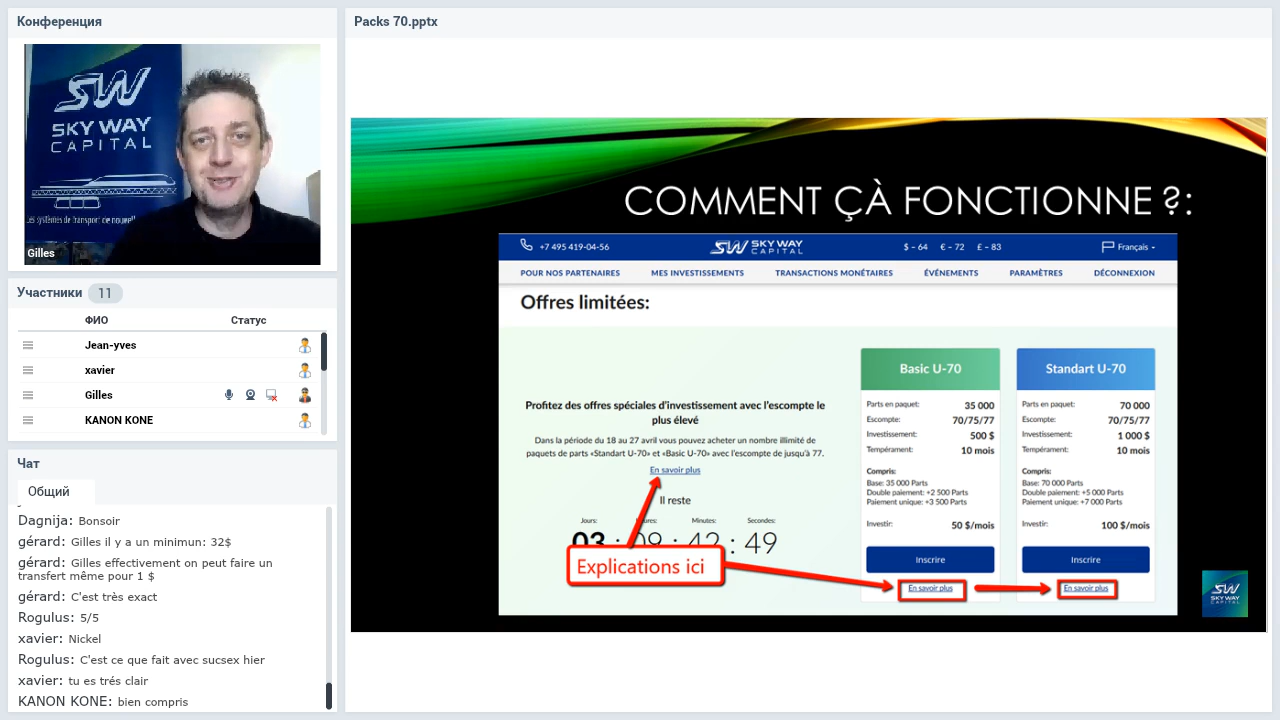 Конференция
SW
SKY WAY
CAPITAL
Gilles
Участники 11
ФИО Статус
Jean-yves
xavier
Gilles
KANON KONE
Чат
Общий
Dagnija: Bonsoir
gérard: Gilles il y a un minimun: 32$
gérard: Gilles effectivement on peut faire un
transfert même pour 1 $
gérard: C'est très exact
Rogulus: 5/5
xavier: Nickel
Rogulus: C'est ce que fait avec sucsex hier
xavier: tu es trés clair
KANON KONE: bien compris
Packs 70.pptx
COMMENT ÇÀ FONCTIONNE ?:
+7 495 419-04-56 SW SKY WAY CAPITAL $ – 64 € – 72 £ – 83 Français
POUR NOS PARTENAIRES MES INVESTISSEMENTS TRANSACTIONS MONÉTAIRES ÉVÉNEMENTS PARAMÈTRES DÉCONNEXION
Offres limitées:
Profitez des offres spéciales d'investissement avec l'escompte le
plus élevé
Dans la période du 18 au 27 avril vous pouvez acheter un nombre illimité de
paquets de parts «Standart U-70» et «Basic U-70» avec l'escompte de jusqu'à 77.
En savoir plus
Il reste
Jours: Minutes: Secondes:
03 : 09 : 42 : 49
Explications ici
Basic U-70
Parts en paquet: 35 000
Escompte: 70/75/77
Investissement: 500 $
Tempérament: 10 mois
Compris:
Base: 35 000 Parts
Double paiement: +2 500 Parts
Paiement unique: +3 500 Parts
Investir: 50 $/mois
Inscrire
En savoir plus
Standart U-70
Parts en paquet: 70 000
Escompte: 70/75/77
Investissement: 1 000 $
Tempérament: 10 mois
Compris:
Base: 70 000 Parts
Double paiement: +5 000 Parts
Paiement unique: +7 000 Parts
Investir: 100 $/mois
Inscrire
En savoir plus
SW
SKY WAY
CAPITAL